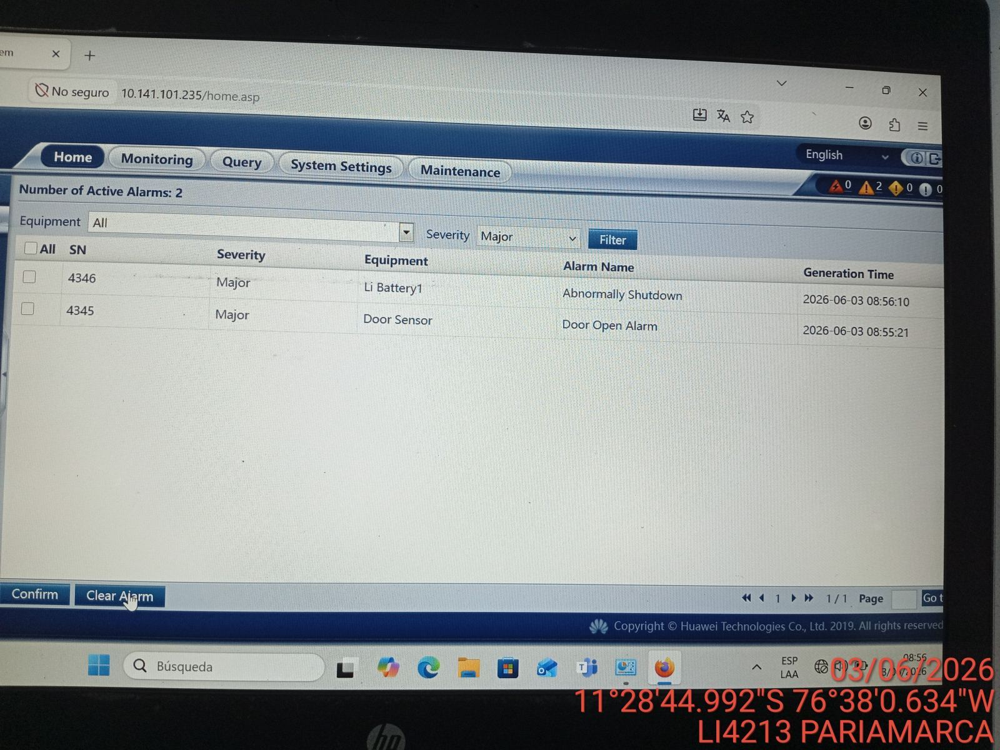 em
No seguro 10.141.101.235/home.asp
Home Monitoring Query System Settings Maintenance English
0 2 0 0
Number of Active Alarms: 2
Equipment All Severity Major Filter
All SN Severity Equipment Alarm Name Generation Time
4346 Major Li Battery1 Abnormally Shutdown 2026-06-03 08:56:10
4345 Major Door Sensor Door Open Alarm 2026-06-03 08:55:21
Confirm Clear Alarm 1 1 / 1 Page Go t
Copyright © Huawei Technologies Co., Ltd. 2019. All rights reserved
Búsqueda ESP LAA 08:56
03/06/2026
11°28'44.992"S 76°38'0.634"W
LI4213 PARIAMARCA
hp